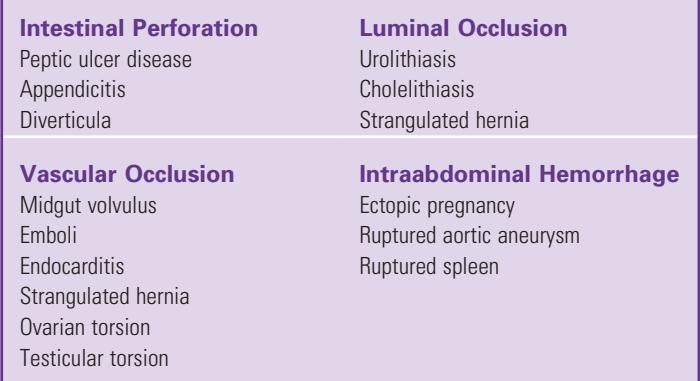 Intestinal Perforation
Peptic ulcer disease
Appendicitis
Diverticula
Luminal Occlusion
Urolithiasis
Cholelithiasis
Strangulated hernia
Vascular Occlusion
Midgut volvulus
Emboli
Endocarditis
Strangulated hernia
Ovarian torsion
Testicular torsion
Intraabdominal Hemorrhage
Ectopic pregnancy
Ruptured aortic aneurysm
Ruptured spleen